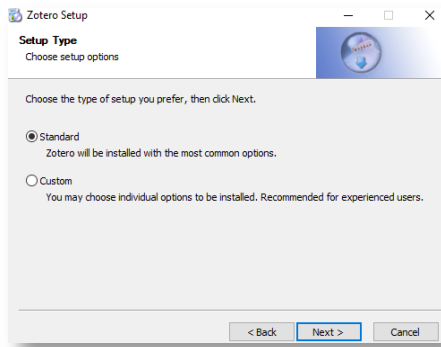 Zotero Setup
Setup Type
Choose setup options
Choose the type of setup you prefer, then click Next.
Standard
Zotero will be installed with the most common options.
Custom
You may choose individual options to be installed. Recommended for experienced users.
< Back Next > Cancel